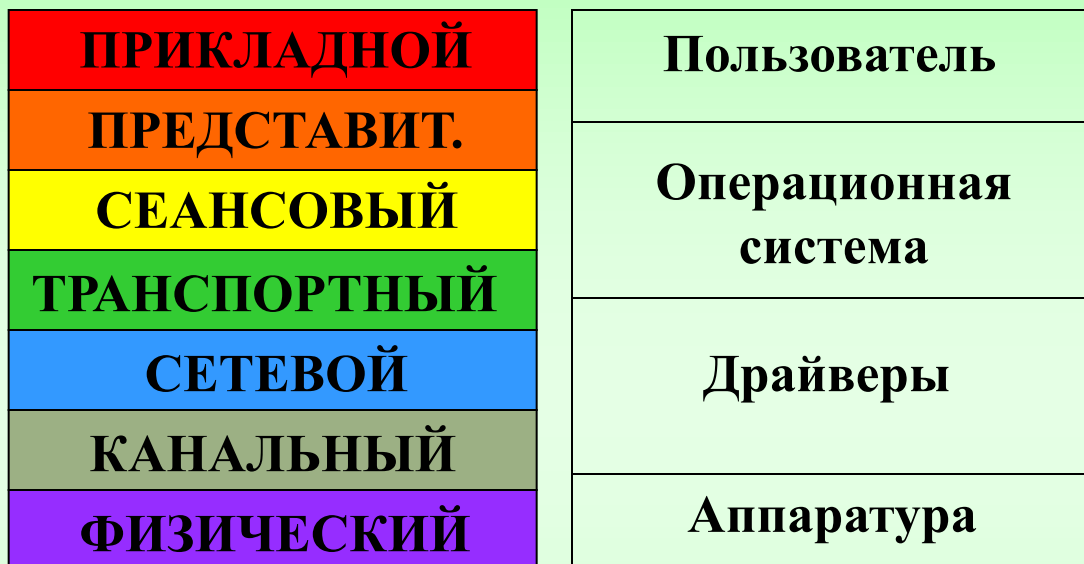 ПРИКЛАДНОЙ
ПРЕДСТАВИТ.
СЕАНСОВЫЙ
ТРАНСПОРТНЫЙ
СЕТЕВОЙ
КАНАЛЬНЫЙ
ФИЗИЧЕСКИЙ
Пользователь
Операционная
система
Драйверы
Аппаратура